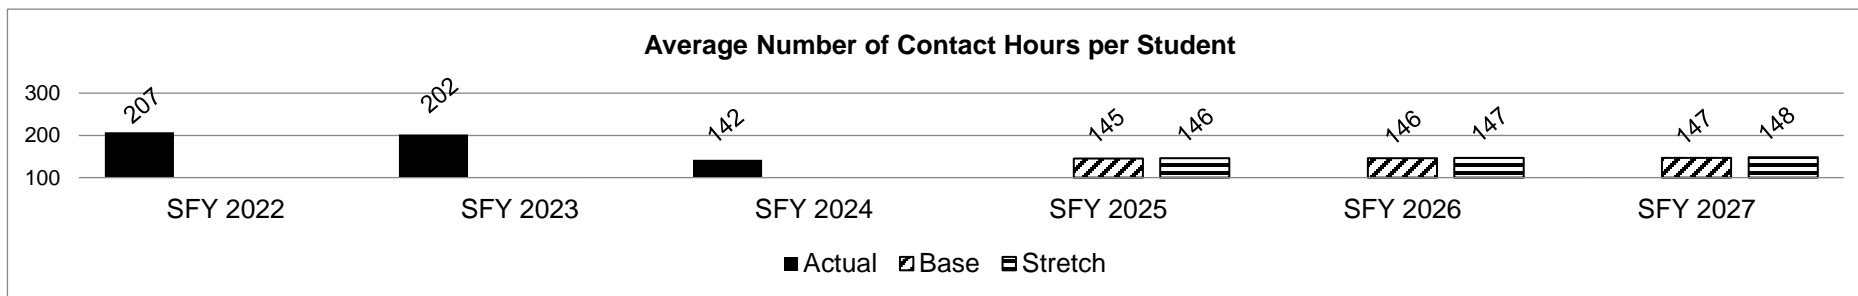 Average Number of Contact Hours per Student
300
200
100
207
202
142
145
146
146
147
147
148
SFY 2022
SFY 2023
SFY 2024
SFY 2025
SFY 2026
SFY 2027
Actual
Base
Stretch